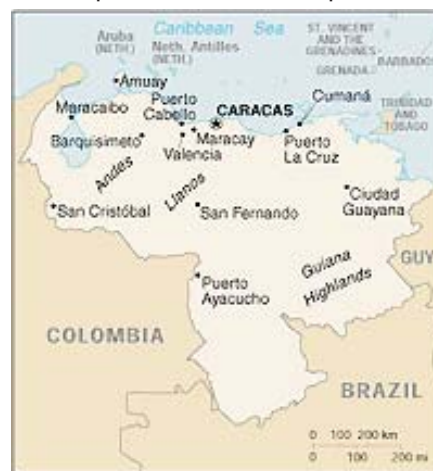 Caribbean Sea
Aruba
(NETH.)
Neth. Antilles
(NETH.)
ST. VINCENT
AND THE
GRENADINES
GRENADA
BARBADOS
TRINIDAD
AND
TOBAGO
Amuay
Maracaibo
Puerto
Cabello
CARACAS
Cumaná
Barquisimeto
Valencia
Maracay
Puerto
La Cruz
Andes
Llanos
San Cristóbal
San Fernando
Ciudad
Guayana
Guiana
Highlands
GUY
Puerto
Ayacucho
COLOMBIA
BRAZIL
0 100 200 km
0 100 200 mi